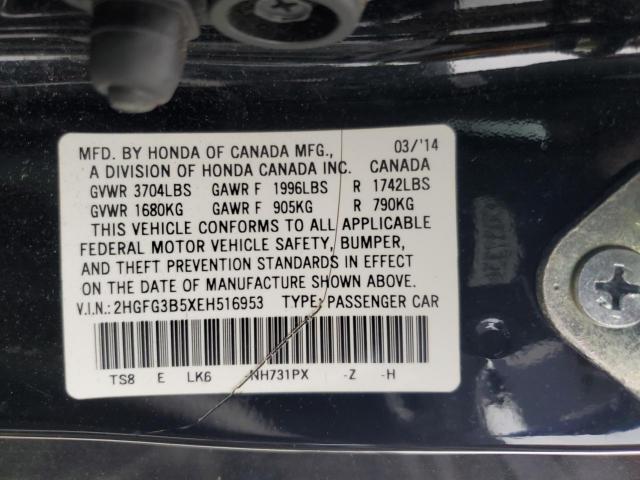 MFD. BY HONDA OF CANADA MFG., 03/'14
A DIVISION OF HONDA CANADA INC. CANADA
GVWR 3704LBS GAWR F 1996LBS R 1742LBS
GVWR 1680KG GAWR F 905KG R 790KG
THIS VEHICLE CONFORMS TO ALL APPLICABLE
FEDERAL MOTOR VEHICLE SAFETY, BUMPER,
AND THEFT PREVENTION STANDARDS IN EFFECT
ON THE DATE OF MANUFACTURE SHOWN ABOVE.
V.I.N.: 2HGFG3B5XEH516953 TYPE: PASSENGER CAR
TS8 E LK6 NH731PX -Z -H